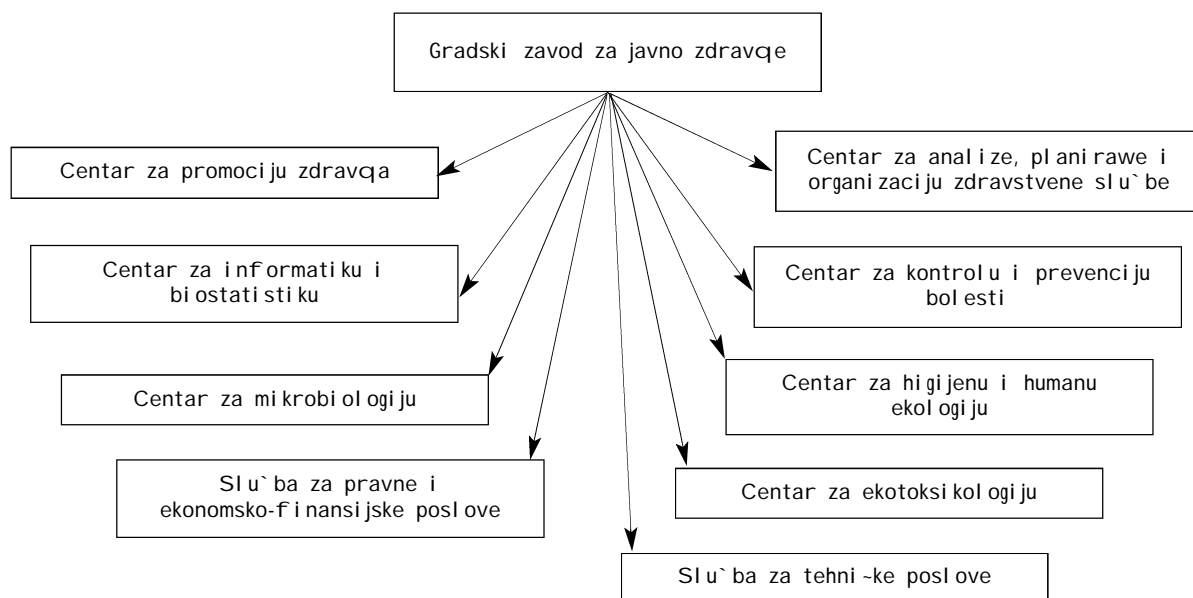 Gradski zavod za javno zdravqe
Centar za promociju zdravqa
Centar za analize, planirawe i
organizaciju zdravstvene slu`be
Centar za informatiku i
biostatistiku
Centar za kontrolu i prevenciju
bolesti
Centar za mikrobiologiju
Centar za higijenu i humanu
ekologiju
Slu`ba za pravne i
ekonomsko-finansijske poslove
Centar za ekotoksikologiju
Slu`ba za tehni~ke poslove